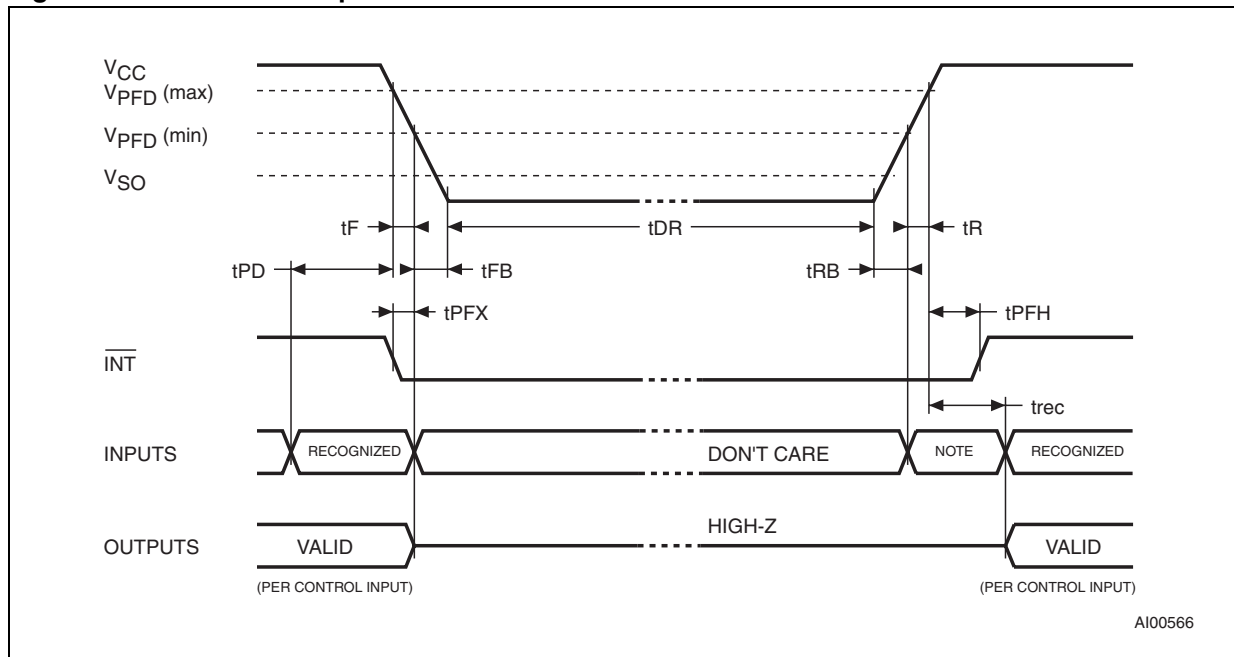 VCC
VPFD (max)
VPFD (min)
VSO
tF
tDR
tR
tPD
tFB
tRB
tPFX
tPFH
INT
trec
INPUTS
RECOGNIZED
DON'T CARE
NOTE
RECOGNIZED
HIGH-Z
OUTPUTS
VALID
VALID
(PER CONTROL INPUT)
(PER CONTROL INPUT)
AI00566